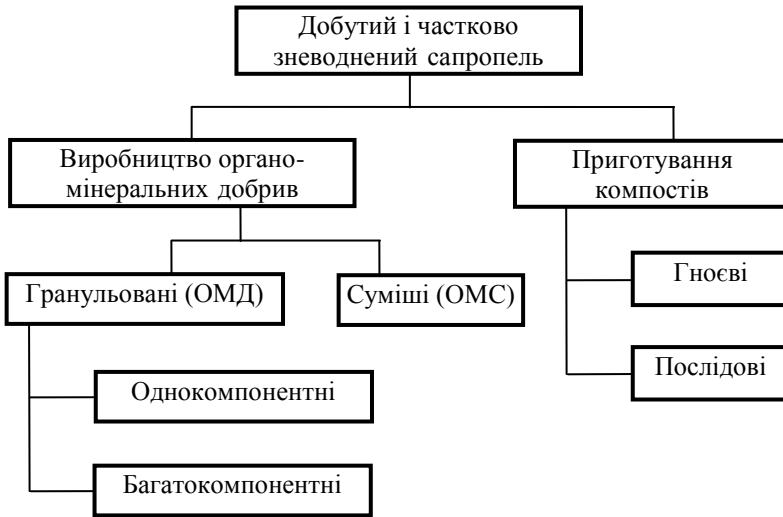 Добутий і частково
зневоднений сапропель
Виробництво органо-
мінеральних добрив
Приготування
компостів
Гранульовані (ОМД)
Суміші (ОМС)
Гноєві
Послідові
Однокомпонентні
Багатокомпонентні